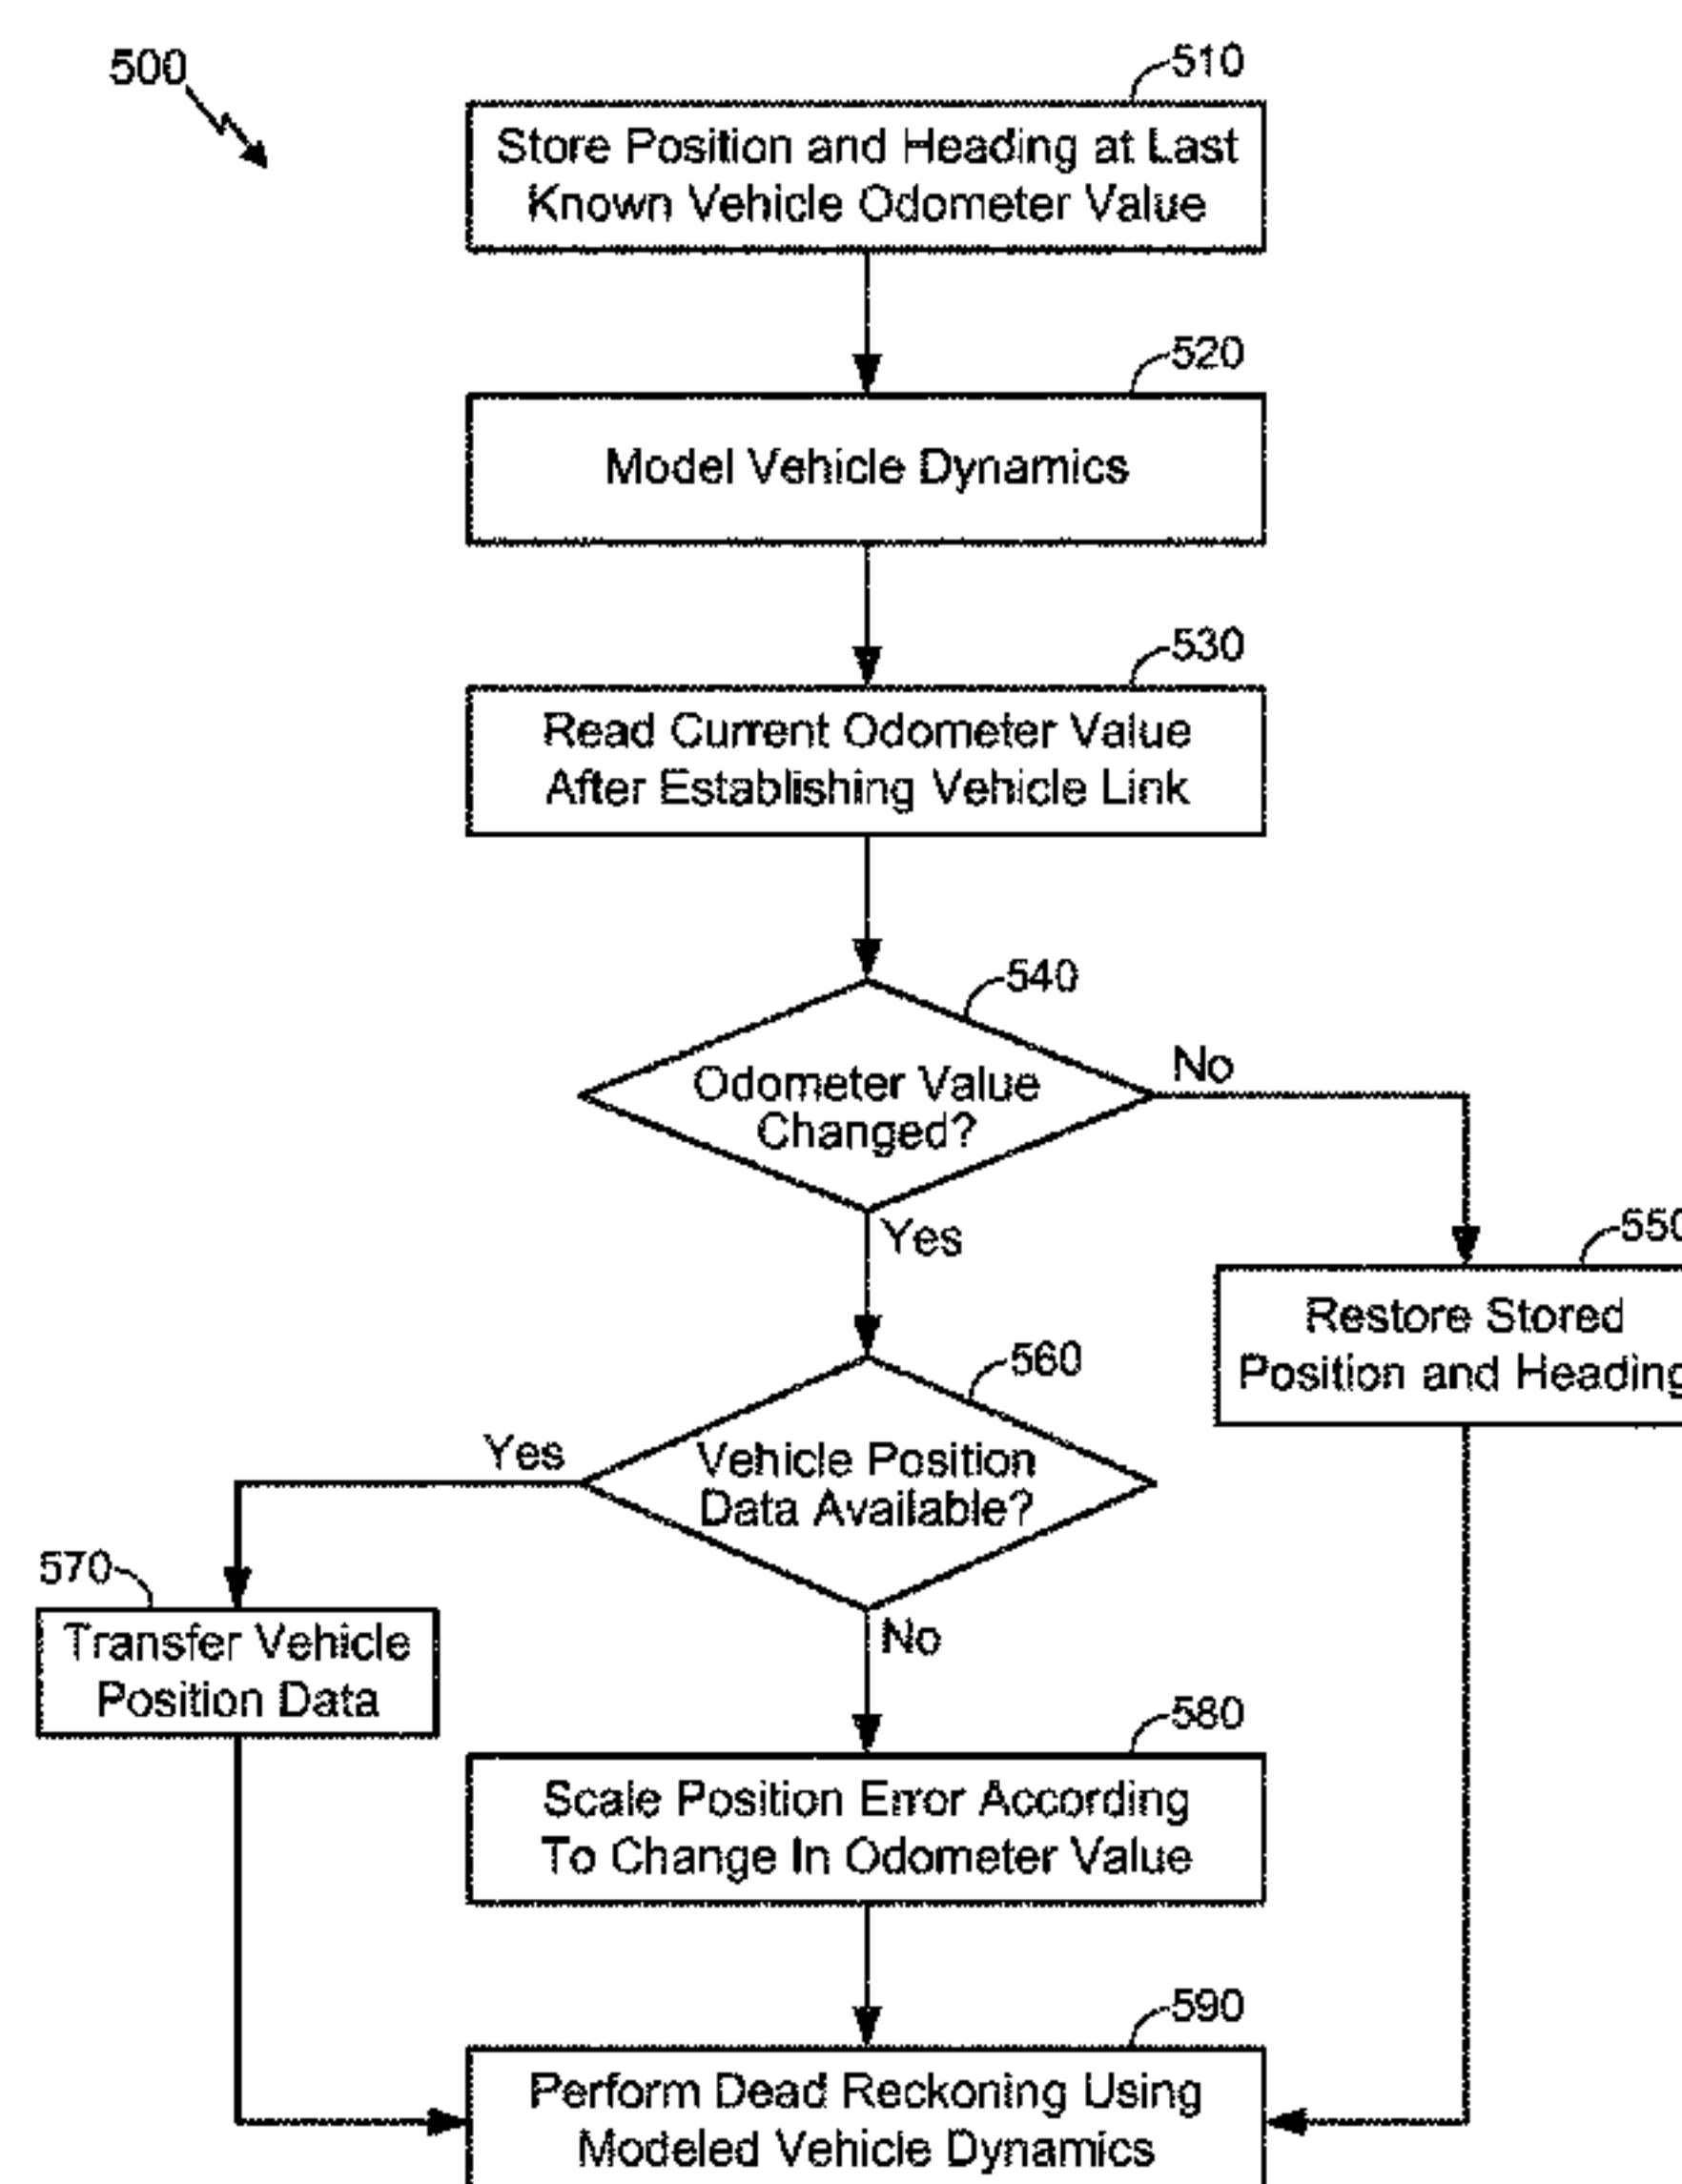 500
510
Store Position and Heading at Last
Known Vehicle Odometer Value
520
Model Vehicle Dynamics
530
Read Current Odometer Value
After Establishing Vehicle Link
540
Odometer Value
Changed?
No
Yes
550
Restore Stored
Position and Heading
560
Vehicle Position
Data Available?
Yes
No
570
Transfer Vehicle
Position Data
580
Scale Position Error According
To Change In Odometer Value
590
Perform Dead Reckoning Using
Modeled Vehicle Dynamics